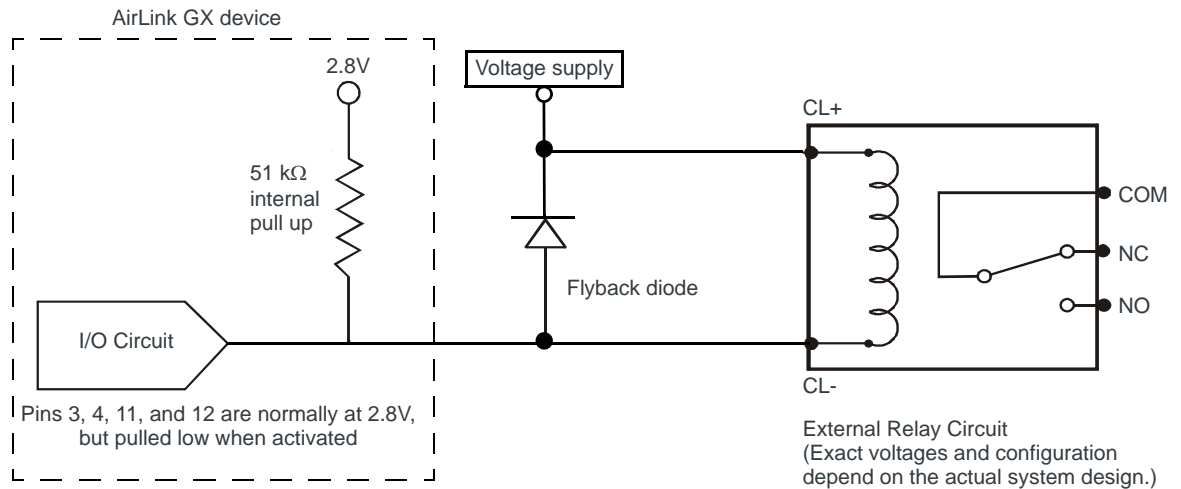 AirLink GX device
2.8V
Voltage supply
51 kΩ
internal
pull up
CL+
COM
NC
NO
Flyback diode
I/O Circuit
CL-
Pins 3, 4, 11, and 12 are normally at 2.8V,
but pulled low when activated
External Relay Circuit
(Exact voltages and configuration
depend on the actual system design.)